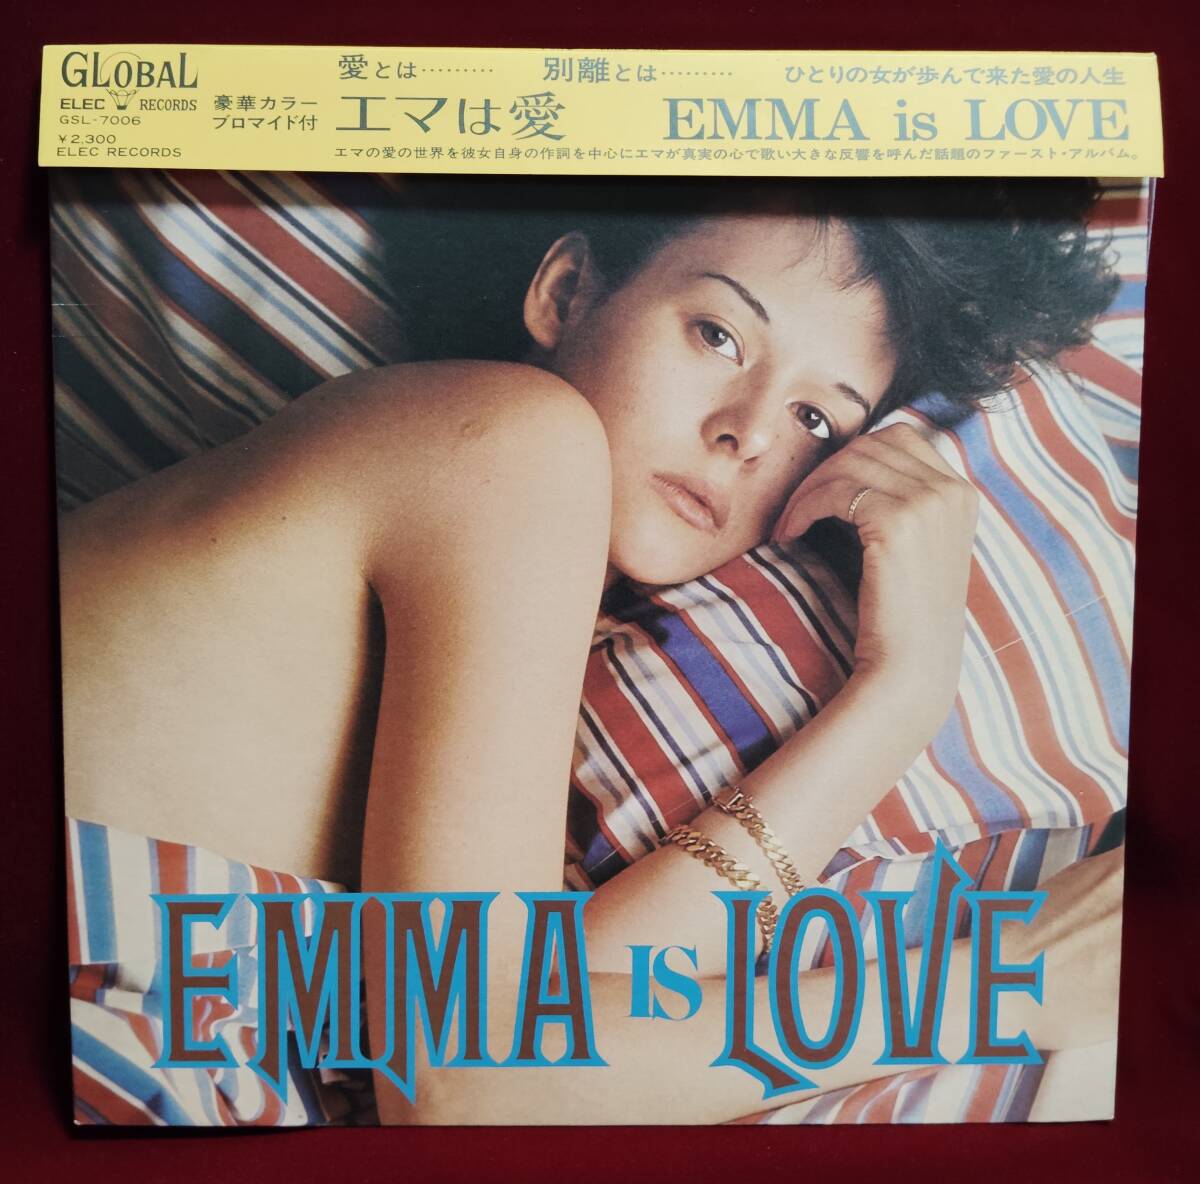 GLOBAL
ELEC RECORDS
GSL-7006
¥2,300
ELEC RECORDS
豪華カラー
ブロマイド付
愛とは……… 別離とは……… ひとりの女が歩んで来た愛の人生
エマは愛 EMMA is LOVE
エマの愛の世界を彼女自身の作詞を中心にエマが真実の心で歌い大きな反響を呼んだ話題のファースト・アルバム。
EMMA IS LOVE